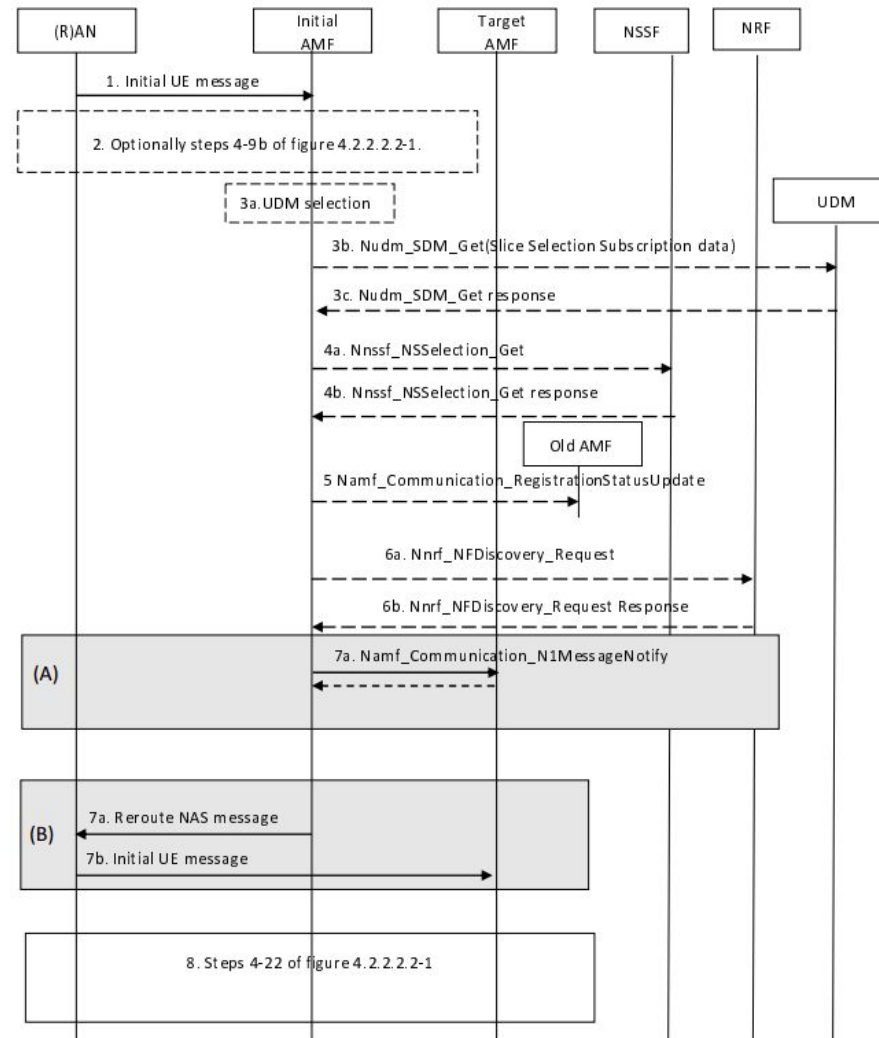 (R)AN
Initial
AMF
Target
AMF
NSSF
NRF
1. Initial UE message
2. Optionally steps 4-9b of figure 4.2.2.2.2-1.
3a.UDM selection
UDM
3b. Nudm_SDM_Get(Slice Selection Subscription data)
3c. Nudm_SDM_Get response
4a. Nnssf_NSSelection_Get
4b. Nnssf_NSSelection_Get response
Old AMF
5 Namf_Communication_RegistrationStatusUpdate
6a. Nnrf_NFDiscovery_Request
6b. Nnrf_NFDiscovery_Request Response
(A)
7a. Namf_Communication_N1MessageNotify
(B)
7a. Reroute NAS message
7b. Initial UE message
8. Steps 4-22 of figure 4.2.2.2.2-1